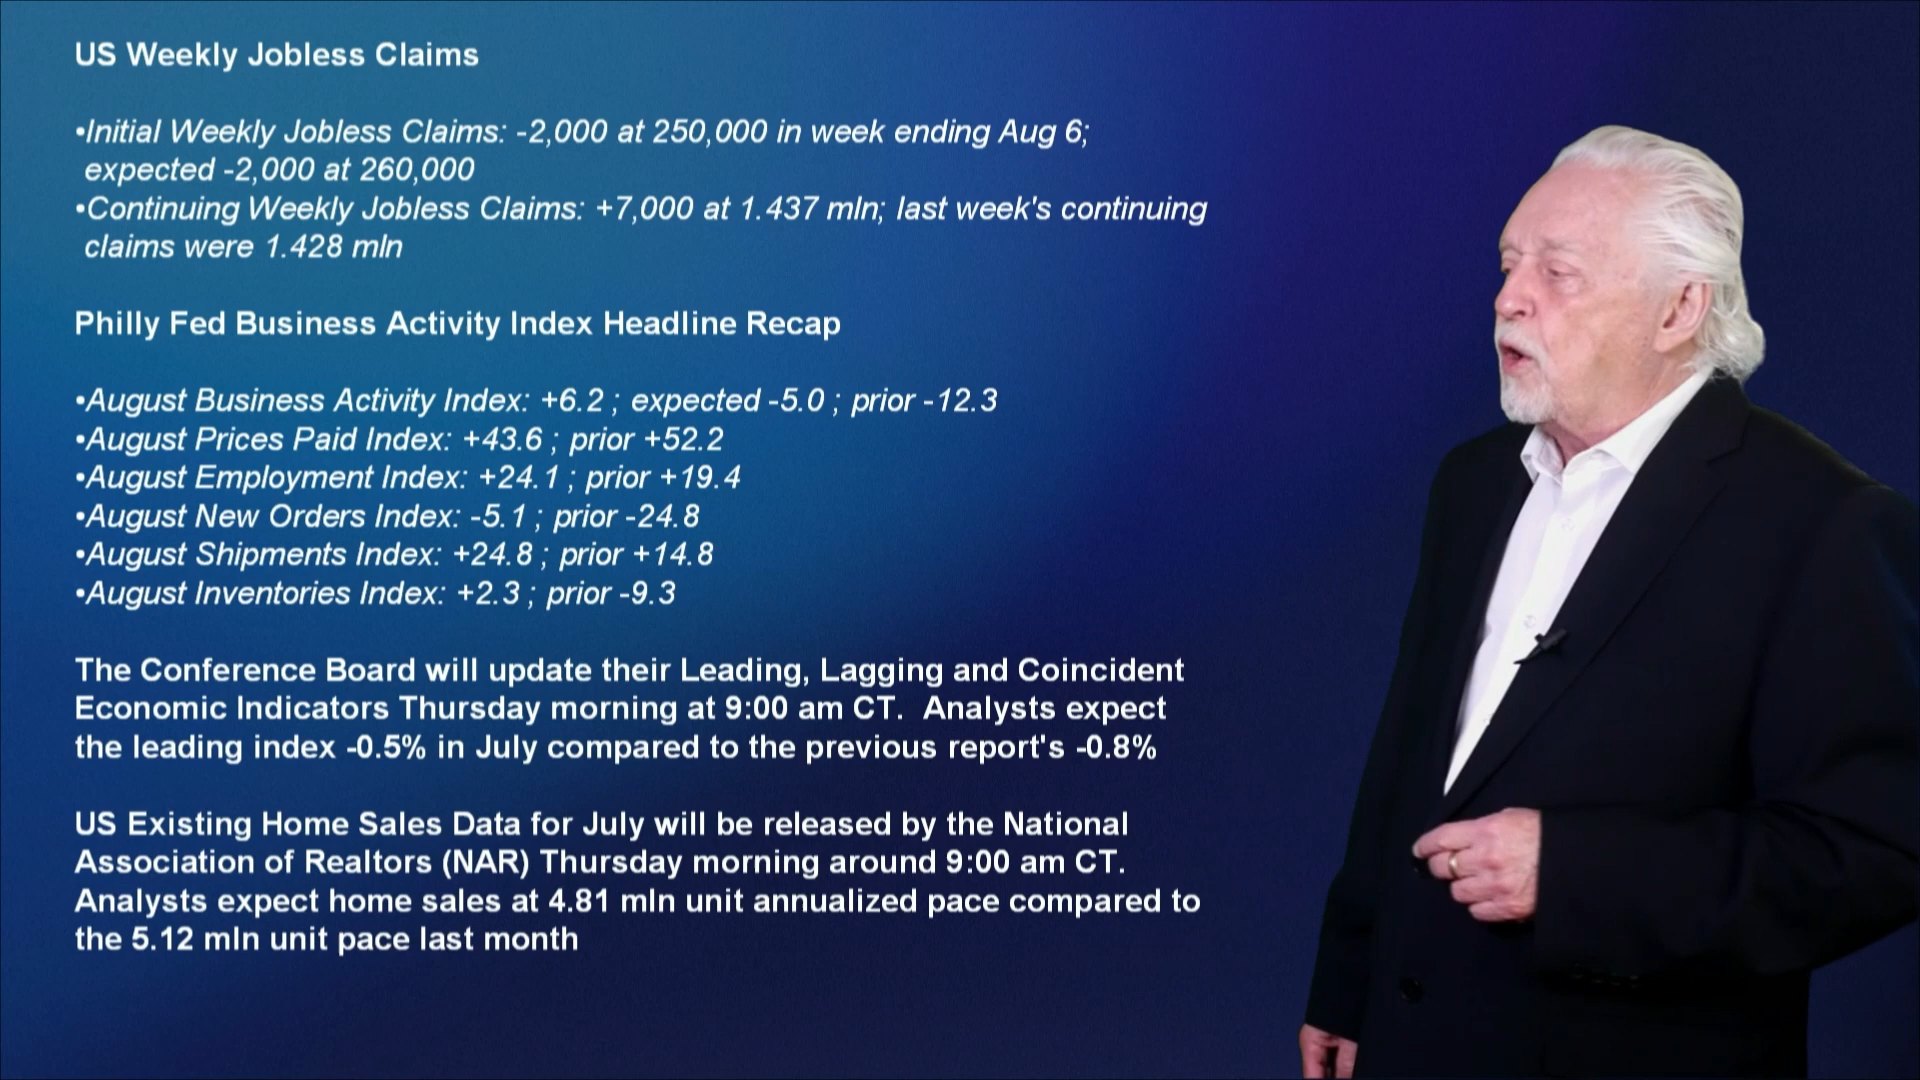 US Weekly Jobless Claims
•Initial Weekly Jobless Claims: -2,000 at 250,000 in week ending Aug 6;
expected -2,000 at 260,000
•Continuing Weekly Jobless Claims: +7,000 at 1.437 mln; last week's continuing
claims were 1.428 mln
Philly Fed Business Activity Index Headline Recap
•August Business Activity Index: +6.2 ; expected -5.0 ; prior -12.3
•August Prices Paid Index: +43.6 ; prior +52.2
•August Employment Index: +24.1 ; prior +19.4
•August New Orders Index: -5.1 ; prior -24.8
•August Shipments Index: +24.8 ; prior +14.8
•August Inventories Index: +2.3 ; prior -9.3
The Conference Board will update their Leading, Lagging and Coincident
Economic Indicators Thursday morning at 9:00 am CT.  Analysts expect
the leading index -0.5% in July compared to the previous report's -0.8%
US Existing Home Sales Data for July will be released by the National
Association of Realtors (NAR) Thursday morning around 9:00 am CT.
Analysts expect home sales at 4.81 mln unit annualized pace compared to
the 5.12 mln unit pace last month